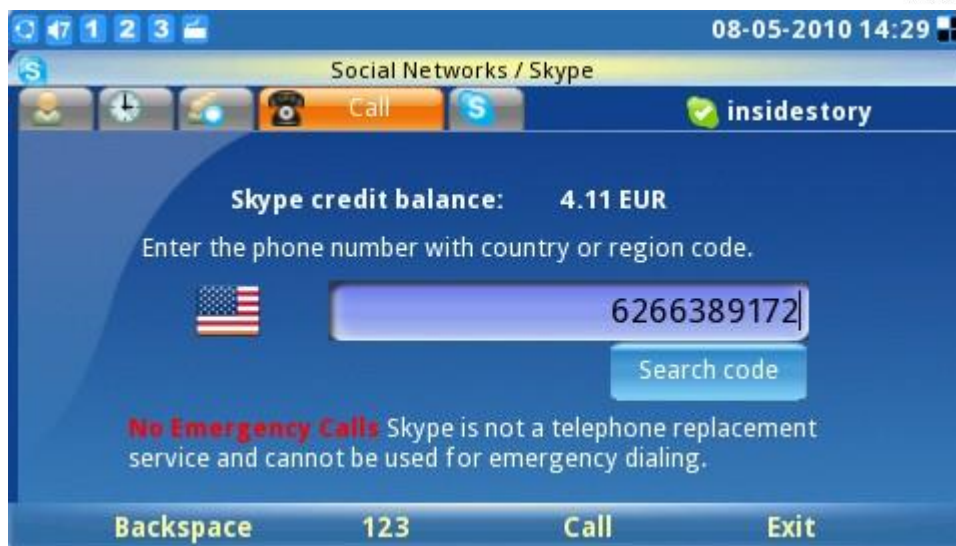 7 1 2 3 08-05-2010 14:29
S Social Networks / Skype
Call S insidestory
Skype credit balance: 4.11 EUR
Enter the phone number with country or region code.
6266389172
Search code
No Emergency Calls Skype is not a telephone replacement
service and cannot be used for emergency dialing.
Backspace 123 Call Exit